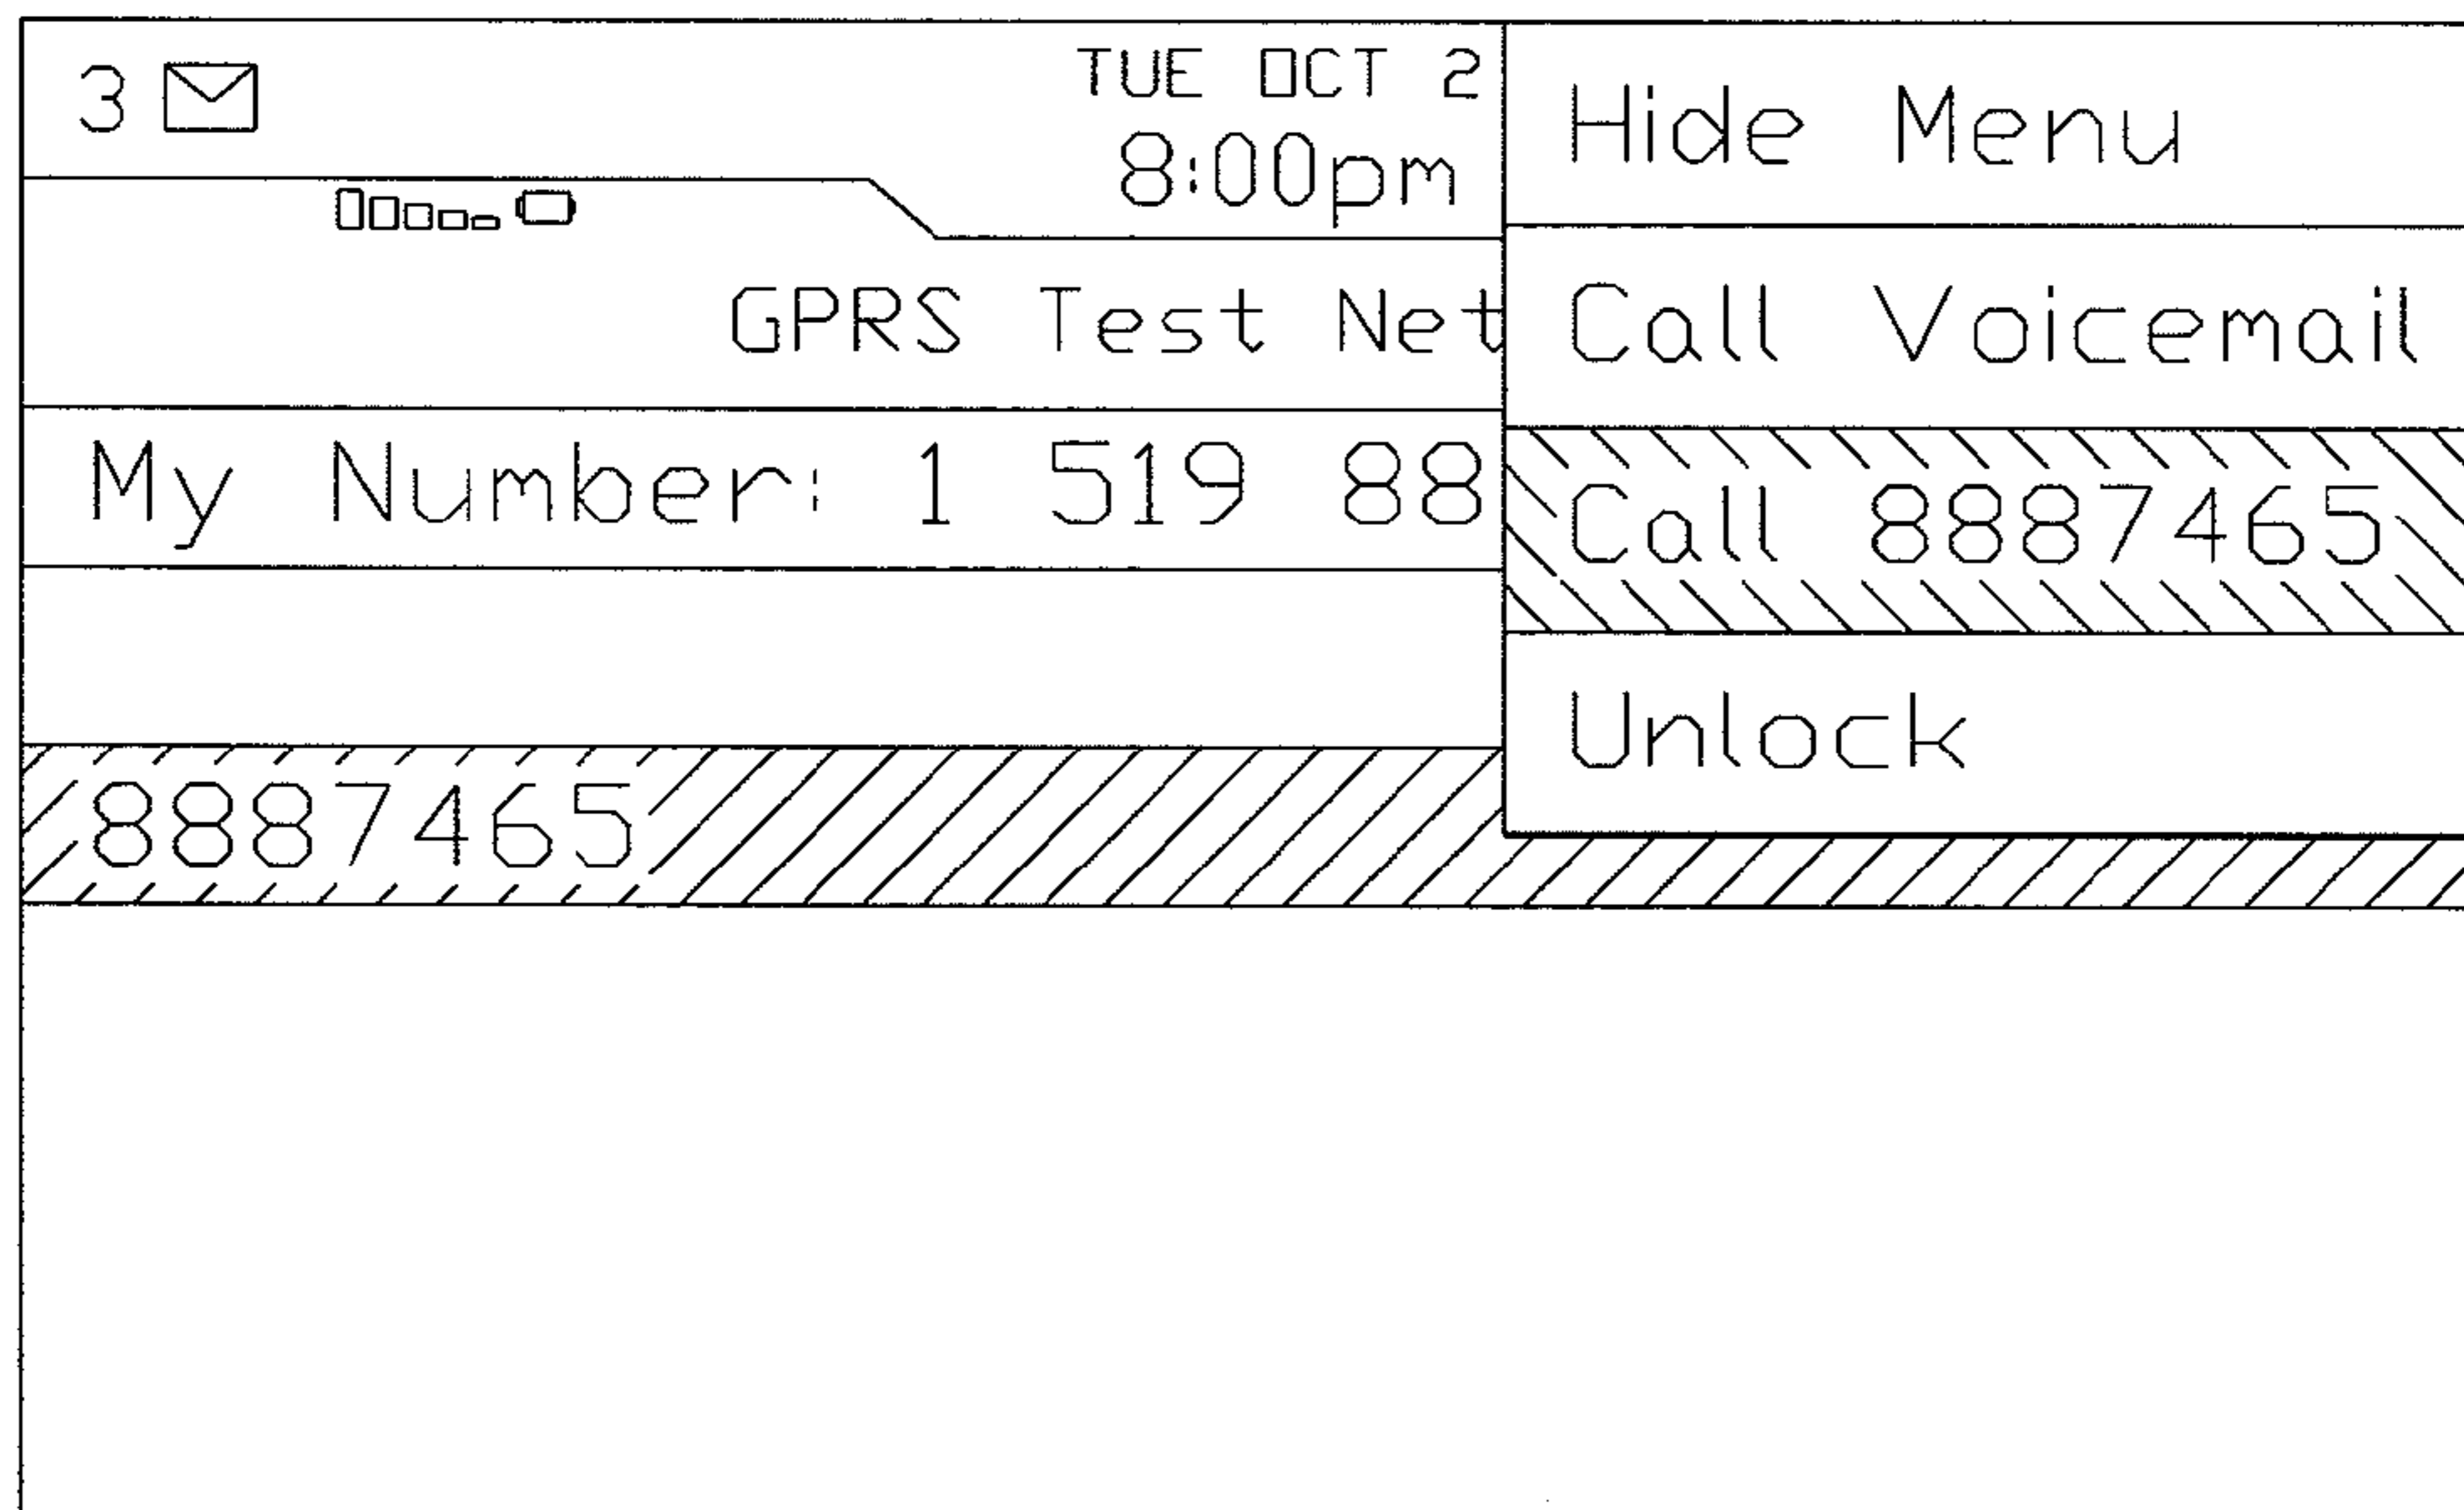 3
TUE OCT 2
8:00pm
GPRS Test Net
My Number: 1 519 88
8887465
Hide Menu
Call Voicemail
Call 8887465
Unlock